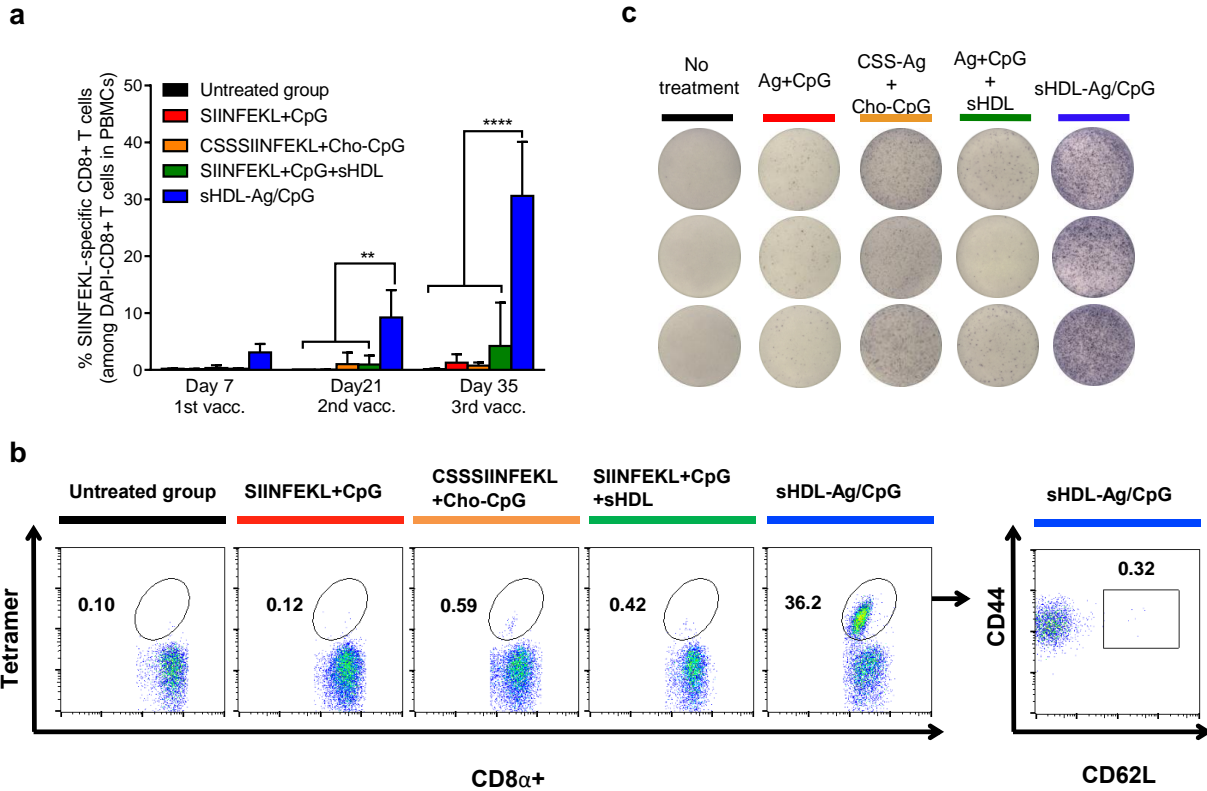 a
% SIINFEKL-specific CD8+ T cells
(among DAPI-CD8+ T cells in PBMCs)
50
40
30
20
10
0
Untreated group
SIINFEKL+CpG
CSSSIINFEKL+Cho-CpG
SIINFEKL+CpG+sHDL
sHDL-Ag/CpG
**
****
Day 7
1st vacc.
Day21
2nd vacc.
Day 35
3rd vacc.
c
No
treatment
Ag+CpG
CSS-Ag
+
Cho-CpG
Ag+CpG
+
sHDL
sHDL-Ag/CpG
b
Untreated group
SIINFEKL+CpG
CSSSIINFEKL
+Cho-CpG
SIINFEKL+CpG
+sHDL
sHDL-Ag/CpG
sHDL-Ag/CpG
Tetramer
0.10
0.12
0.59
0.42
36.2
CD44
0.32
CD8α+
CD62L